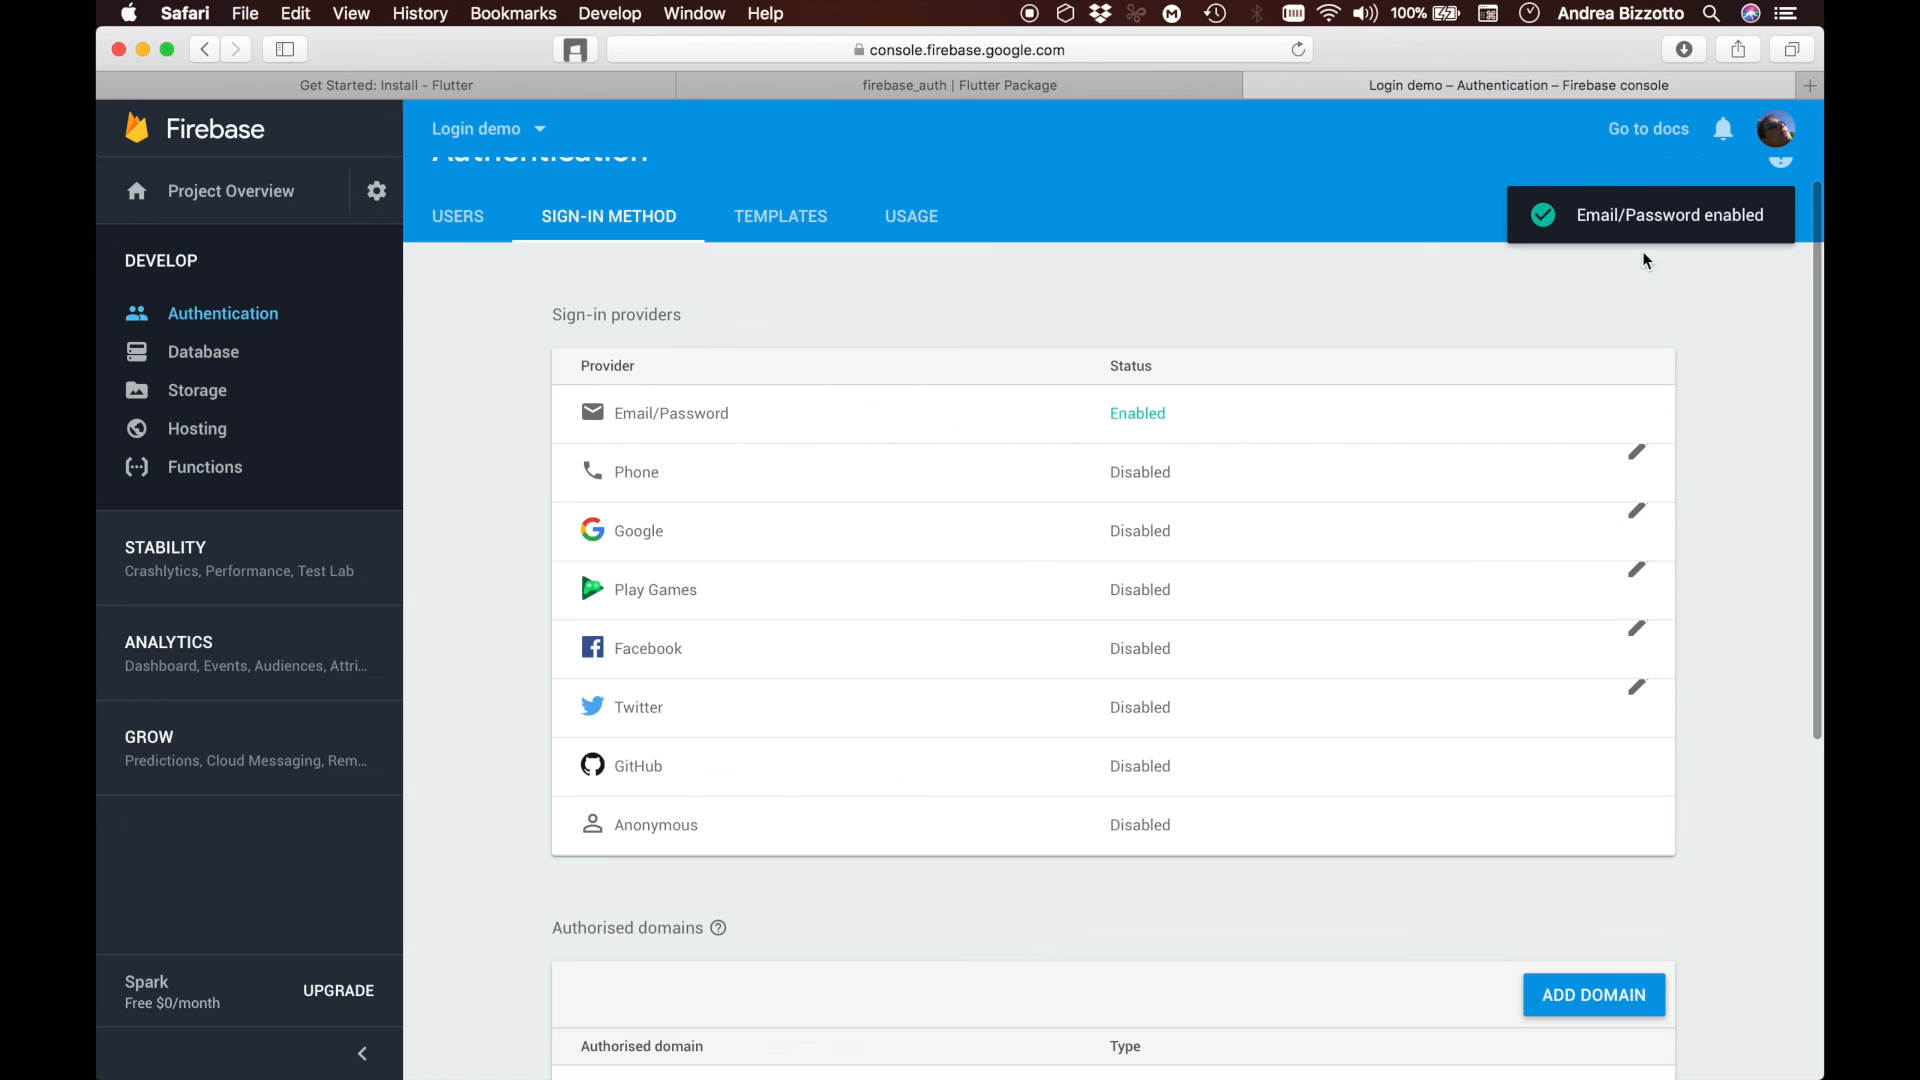 Safari File Edit View History Bookmarks Develop Window Help 100% Andrea Bizzotto
console.firebase.google.com
Get Started: Install - Flutter
firebase_auth | Flutter Package
Login demo – Authentication – Firebase console
Firebase
Login demo
Go to docs
Authentication
Project Overview
USERS SIGN-IN METHOD TEMPLATES USAGE
Email/Password enabled
DEVELOP
Authentication
Database
Storage
Hosting
Functions
STABILITY
Crashlytics, Performance, Test Lab
ANALYTICS
Dashboard, Events, Audiences, Attri...
GROW
Predictions, Cloud Messaging, Rem...
Spark
Free $0/month
UPGRADE
Sign-in providers
Provider Status
Email/Password Enabled
Phone Disabled
Google Disabled
Play Games Disabled
Facebook Disabled
Twitter Disabled
GitHub Disabled
Anonymous Disabled
Authorised domains
ADD DOMAIN
Authorised domain Type